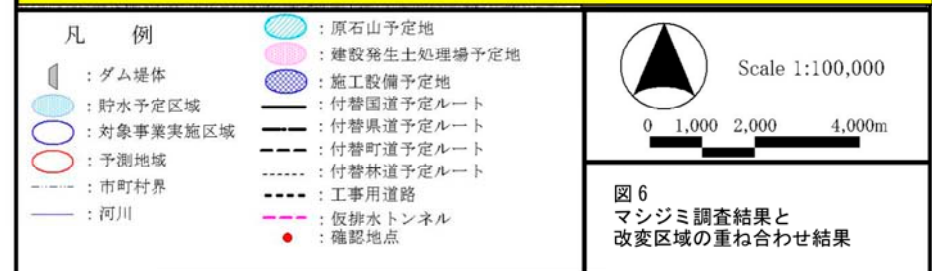 凡 例
：ダム堤体
：貯水予定区域
：対象事業実施区域
：予測地域
：市町村界
：河川
：原石山予定地
：建設発生土処理場予定地
：施工設備予定地
：付替国道予定ルート
：付替県道予定ルート
：付替町道予定ルート
：付替林道予定ルート
：工事用道路
：仮排水トンネル
：確認地点
Scale 1:100,000
0 1,000 2,000 4,000m
図 6
マシジミ調査結果と
改変区域の重ね合わせ結果